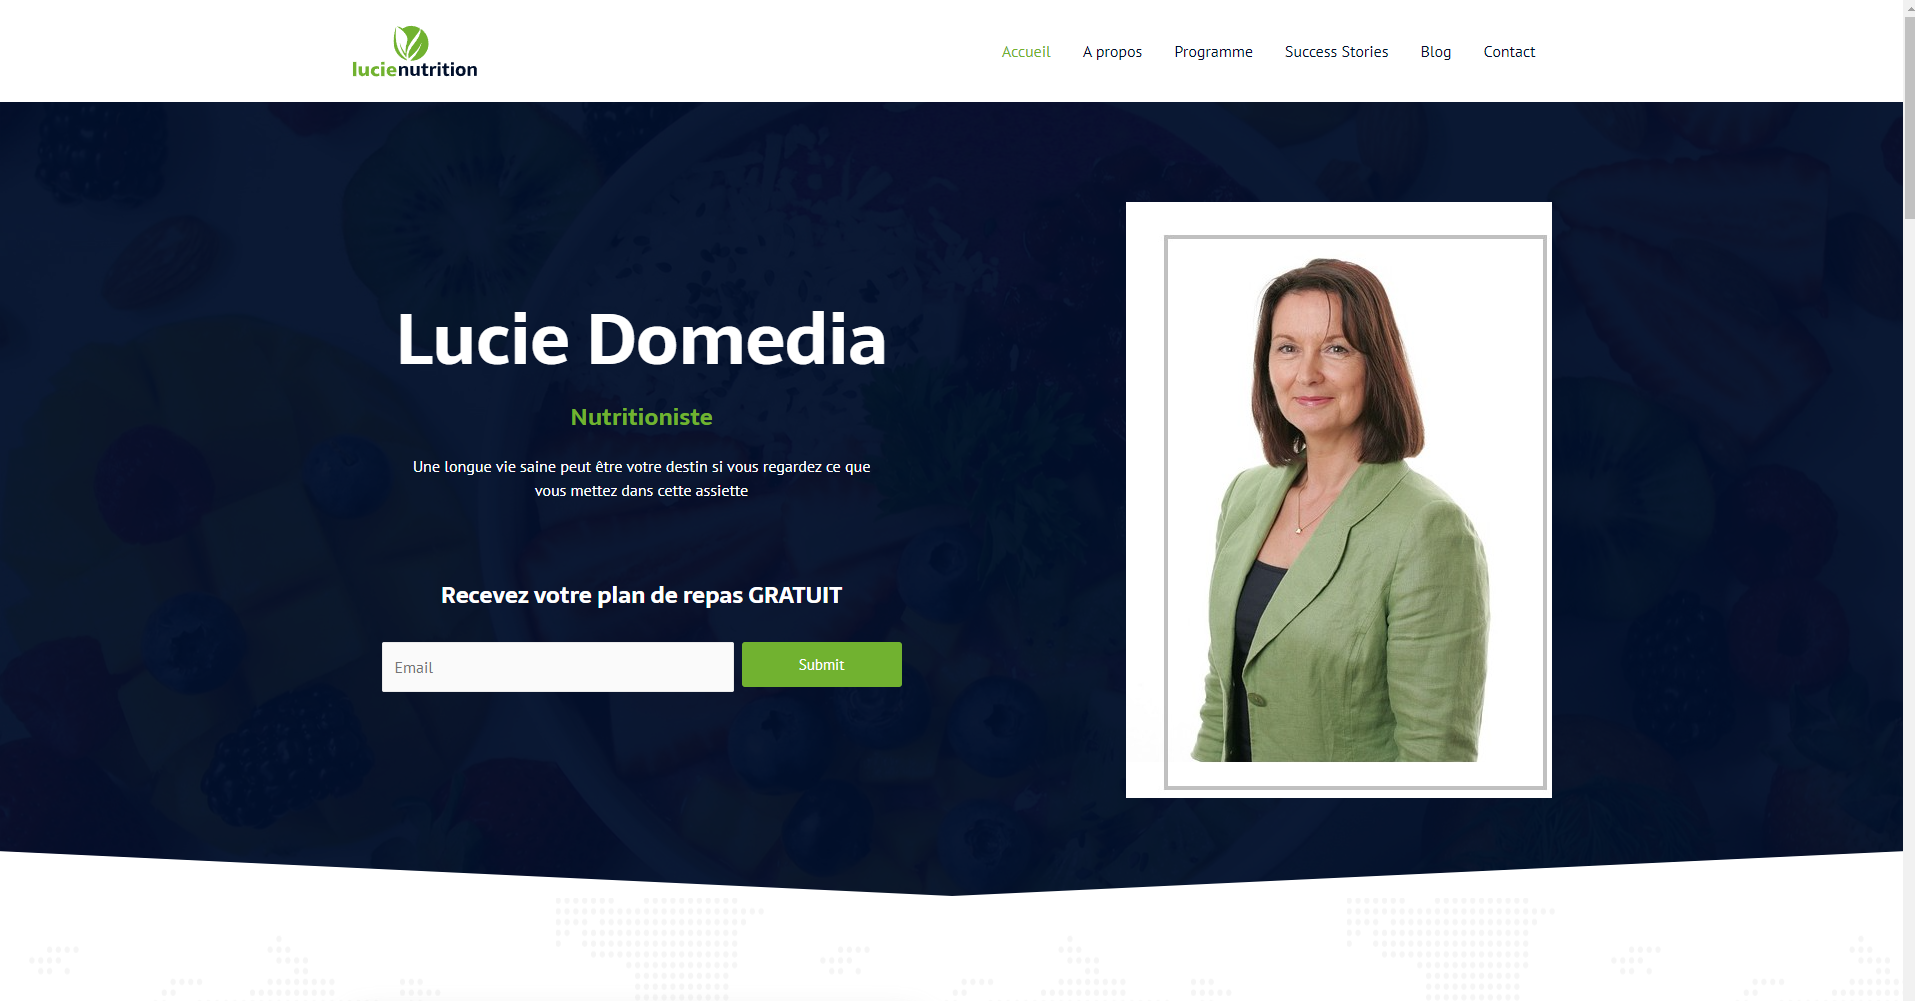 lucienutrition
Accueil
A propos
Programme
Success Stories
Blog
Contact
Lucie Domedia
Nutritioniste
Une longue vie saine peut être votre destin si vous regardez ce que
vous mettez dans cette assiette
Recevez votre plan de repas GRATUIT
Email
Submit